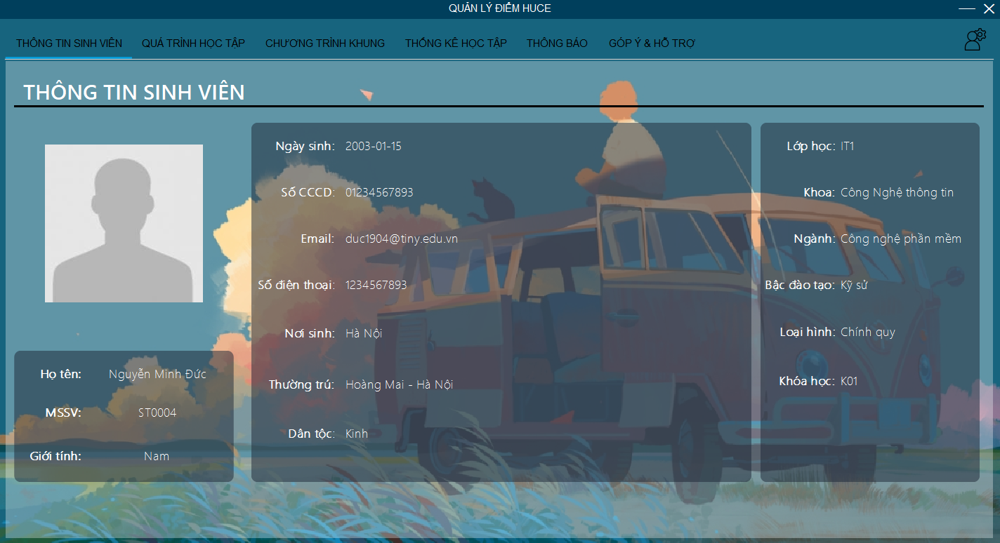 QUẢN LÝ ĐIỂM HUCE
THÔNG TIN SINH VIÊN QUÁ TRÌNH HỌC TẬP CHƯƠNG TRÌNH KHUNG THỐNG KÊ HỌC TẬP THÔNG BÁO GÓP Ý & HỖ TRỢ
THÔNG TIN SINH VIÊN
Họ tên: Nguyễn Minh Đức
MSSV: ST0004
Giới tính: Nam
Ngày sinh: 2003-01-15
Số CCCD: 01234567893
Email: duc1904@tiny.edu.vn
Số điện thoại: 1234567893
Nơi sinh: Hà Nội
Thường trú: Hoàng Mai - Hà Nội
Dân tộc: Kinh
Lớp học: IT1
Khoa: Công Nghệ thông tin
Ngành: Công nghệ phần mềm
Bậc đào tạo: Kỹ sử
Loại hình: Chính quy
Khóa học: K01